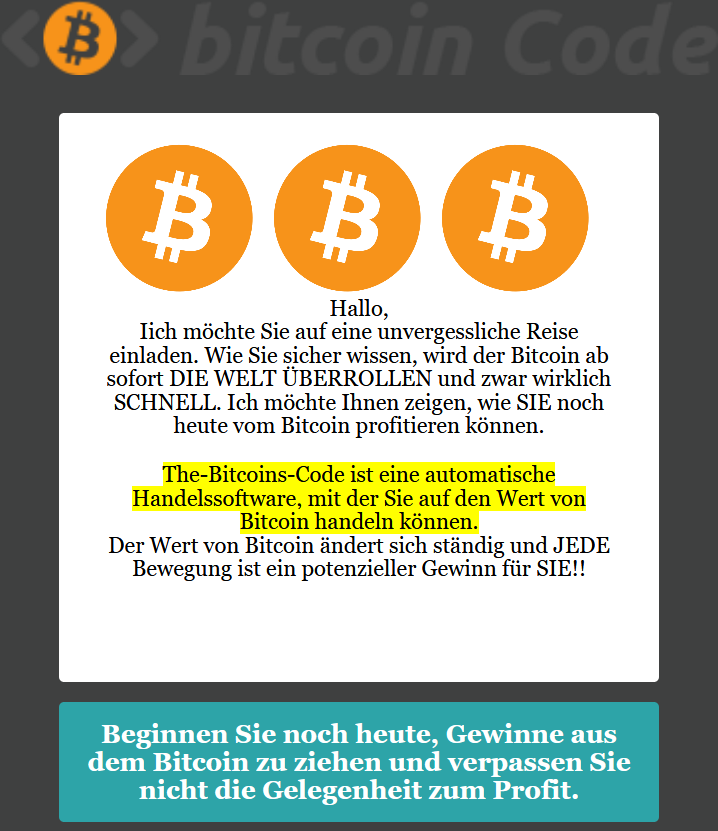 bitcoin Code
Hallo,
Iich möchte Sie auf eine unvergessliche Reise
einladen. Wie Sie sicher wissen, wird der Bitcoin ab
sofort DIE WELT ÜBERROLLEN und zwar wirklich
SCHNELL. Ich möchte Ihnen zeigen, wie SIE noch
heute vom Bitcoin profitieren können.
The-Bitcoins-Code ist eine automatische
Handelssoftware, mit der Sie auf den Wert von
Bitcoin handeln können.
Der Wert von Bitcoin ändert sich ständig und JEDE
Bewegung ist ein potenzieller Gewinn für SIE!!
Beginnen Sie noch heute, Gewinne aus
dem Bitcoin zu ziehen und verpassen Sie
nicht die Gelegenheit zum Profit.